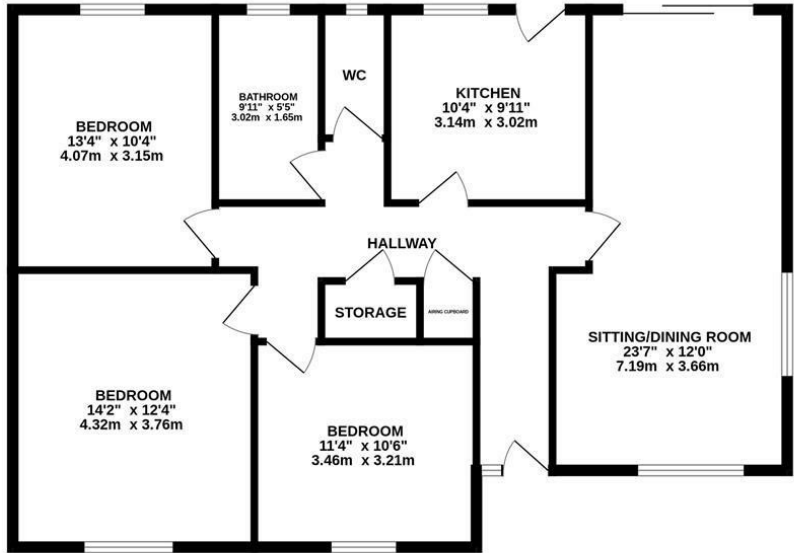 BEDROOM
13'4" x 10'4"
4.07m x 3.15m
BATHROOM
9'11" x 5'5"
3.02m x 1.65m
WC
KITCHEN
10'4" x 9'11"
3.14m x 3.02m
HALLWAY
STORAGE
AIRING CUPBOARD
SITTING/DINING ROOM
23'7" x 12'0"
7.19m x 3.66m
BEDROOM
14'2" x 12'4"
4.32m x 3.76m
BEDROOM
11'4" x 10'6"
3.46m x 3.21m